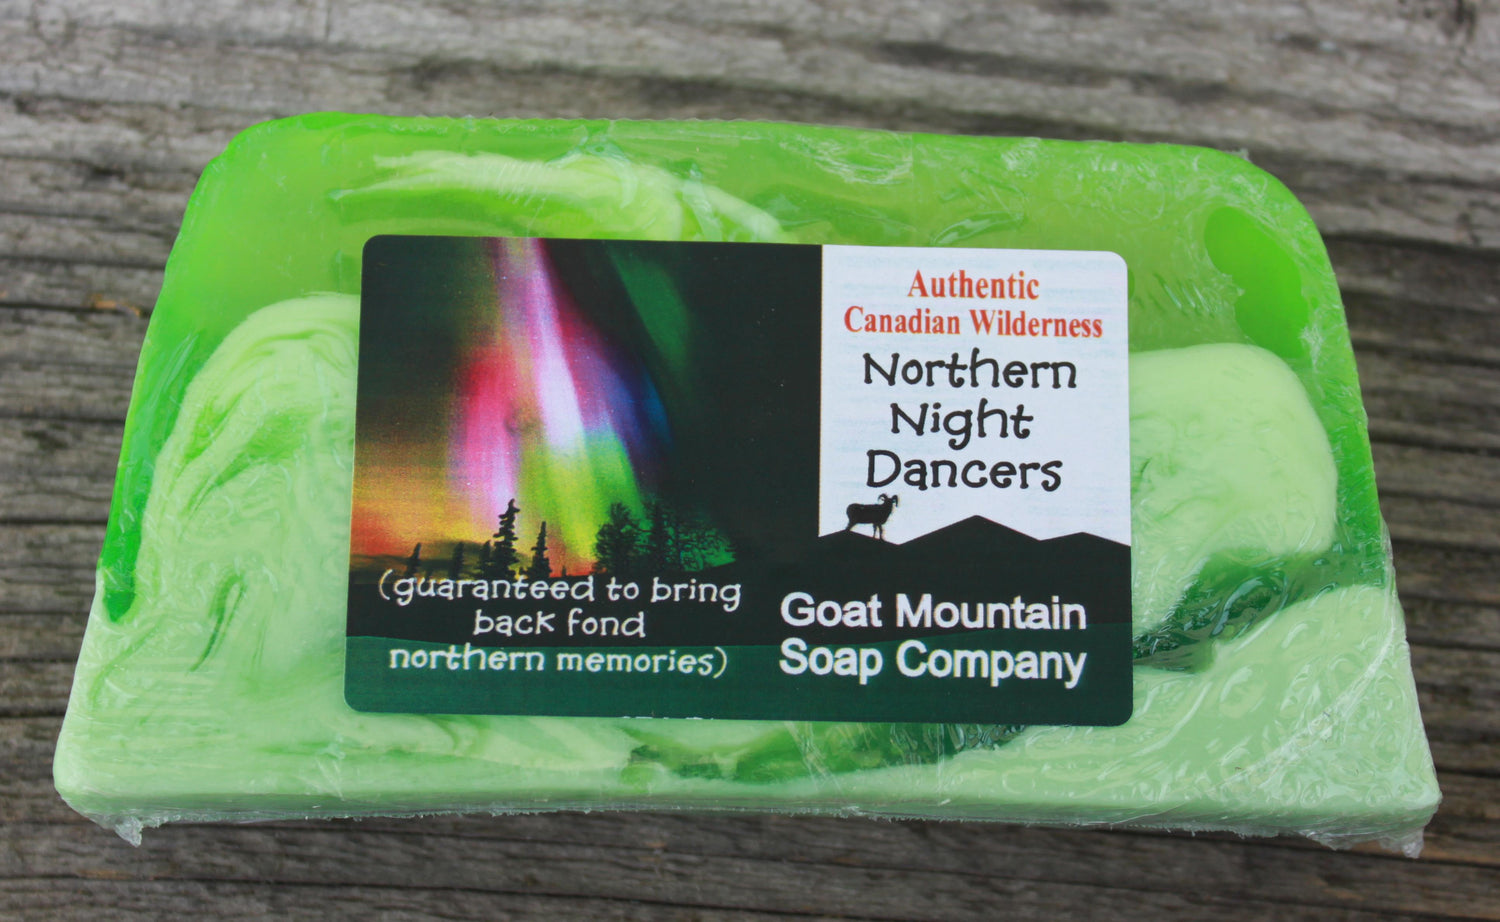 Authentic
Canadian Wilderness
Northern
Night
Dancers
(guaranteed to bring
back fond
northern memories)
Goat Mountain
Soap Company